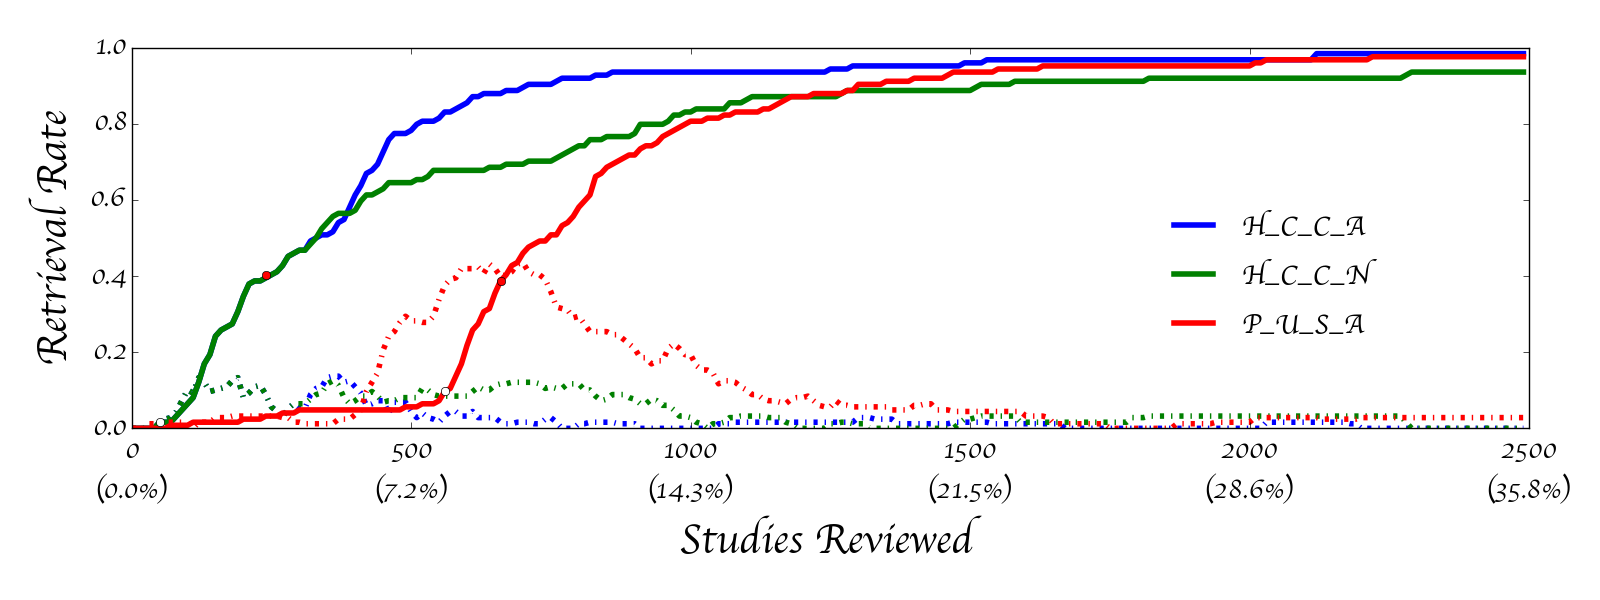 Retrieval Rate
1.0
0.8
0.6
0.4
0.2
0.0
H_C_C_A
H_C_C_N
P_U_S_A
0 500 1000 1500 2000 2500
(0.0%) (7.2%) (14.3%) (21.5%) (28.6%) (35.8%)
Studies Reviewed